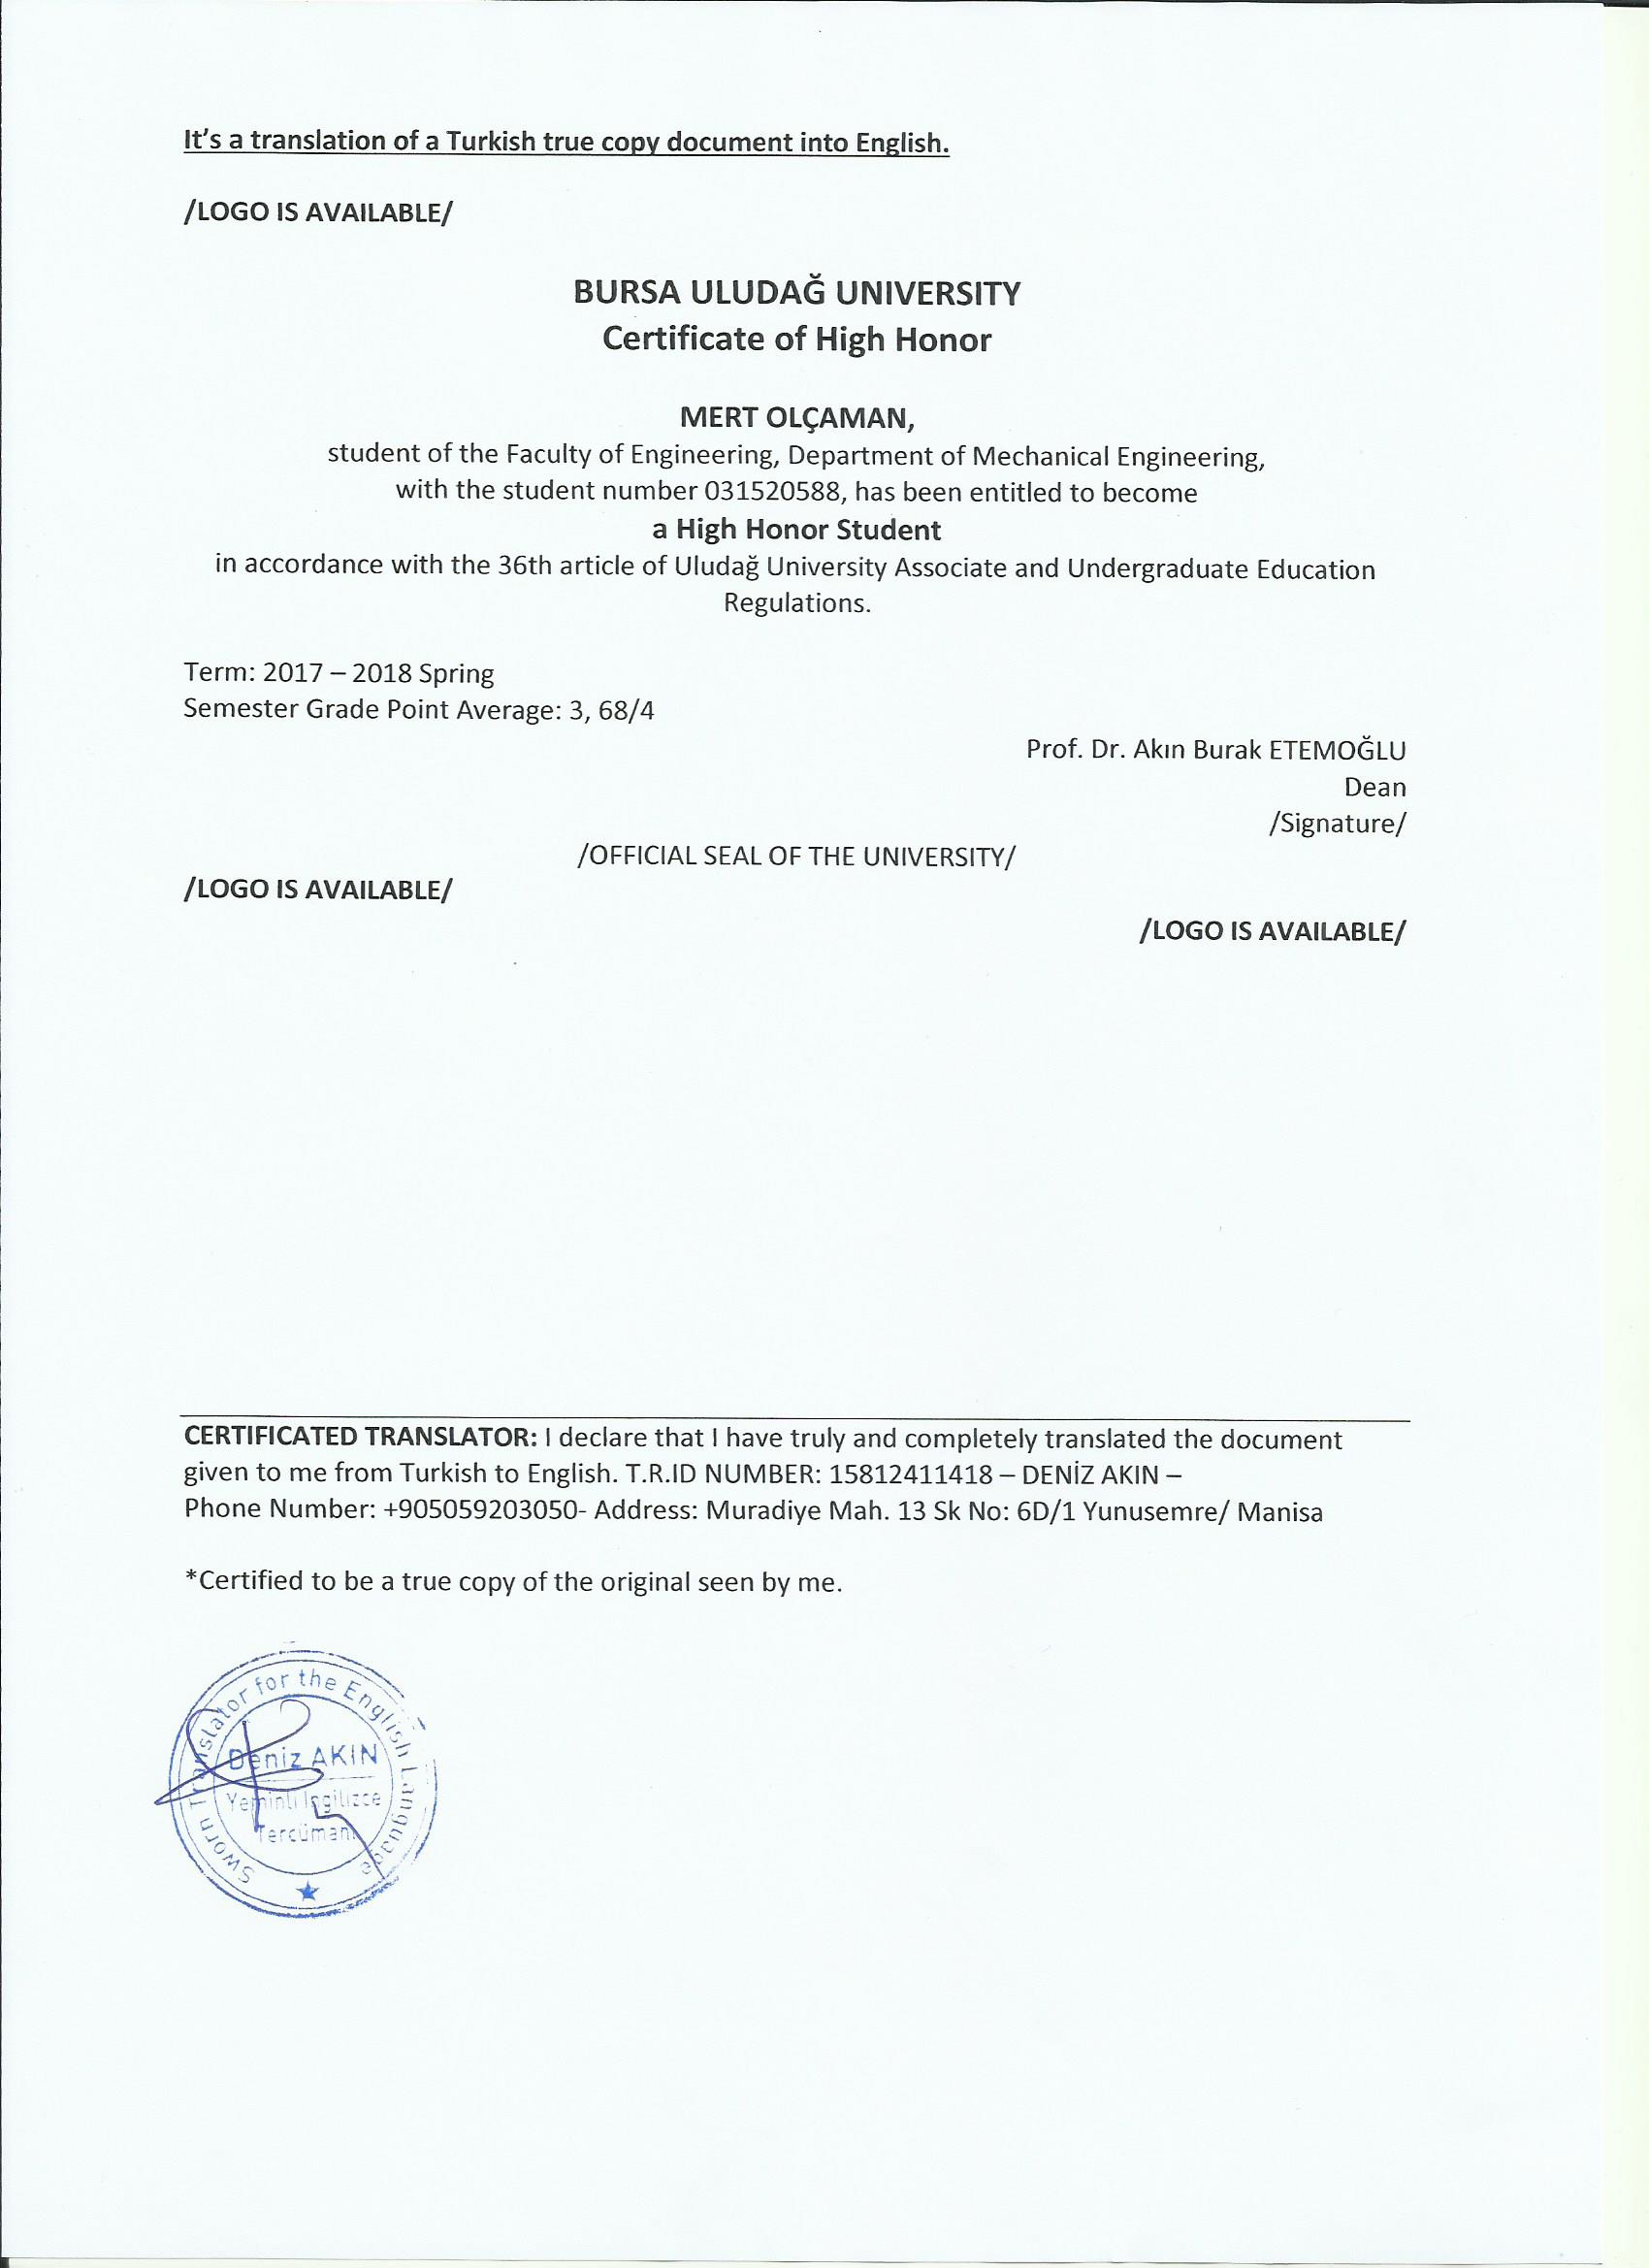 It's a translation of a Turkish true copy document into English.
/LOGO IS AVAILABLE/
BURSA ULUDAĞ UNIVERSITY
Certificate of High Honor
MERT OLÇAMAN,
student of the Faculty of Engineering, Department of Mechanical Engineering,
with the student number 031520588, has been entitled to become
a High Honor Student
in accordance with the 36th article of Uludağ University Associate and Undergraduate Education
Regulations.
Term: 2017 – 2018 Spring
Semester Grade Point Average: 3, 68/4
Prof. Dr. Akın Burak ETEMOĞLU
Dean
/Signature/
/OFFICIAL SEAL OF THE UNIVERSITY/
/LOGO IS AVAILABLE/
/LOGO IS AVAILABLE/
CERTIFICATED TRANSLATOR: I declare that I have truly and completely translated the document
given to me from Turkish to English. T.R.ID NUMBER: 15812411418 – DENİZ AKIN –
Phone Number: +905059203050- Address: Muradiye Mah. 13 Sk No: 6D/1 Yunusemre/ Manisa
*Certified to be a true copy of the original seen by me.
Sworn Translator for the English Language
Deniz AKIN
Yeminli İngilizce
Tercüman